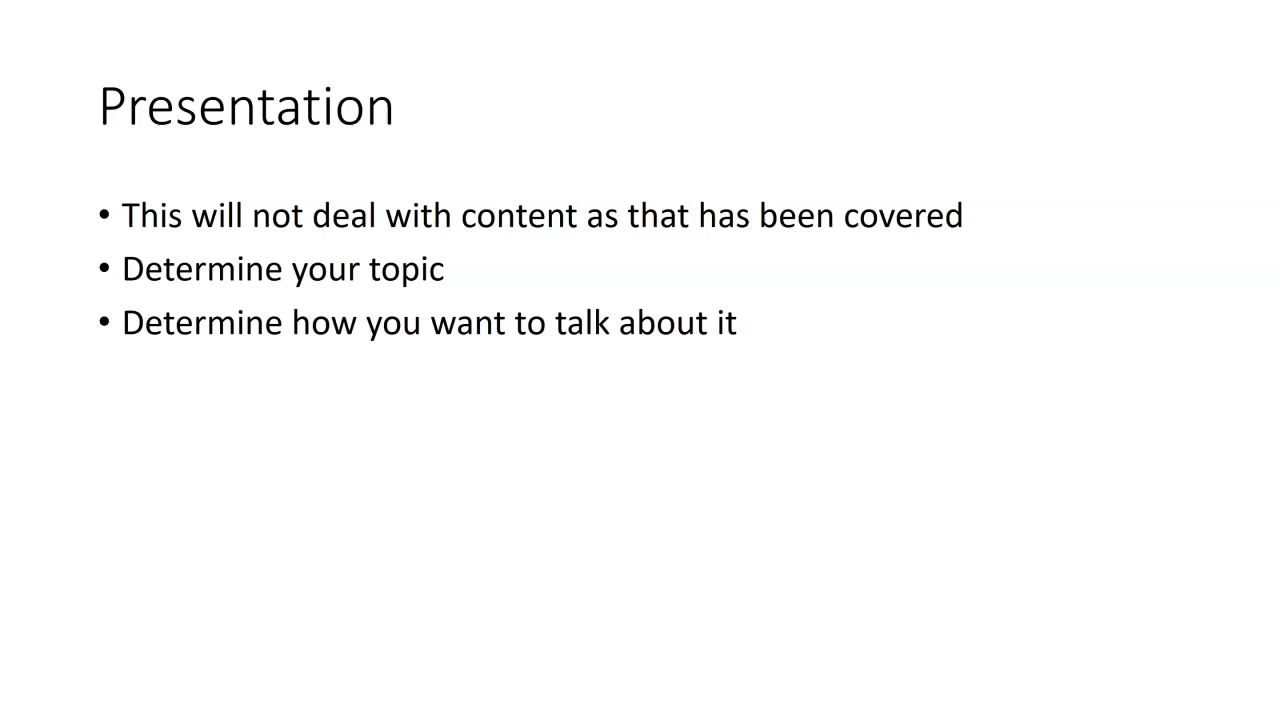 Presentation
• This will not deal with content as that has been covered
• Determine your topic
• Determine how you want to talk about it